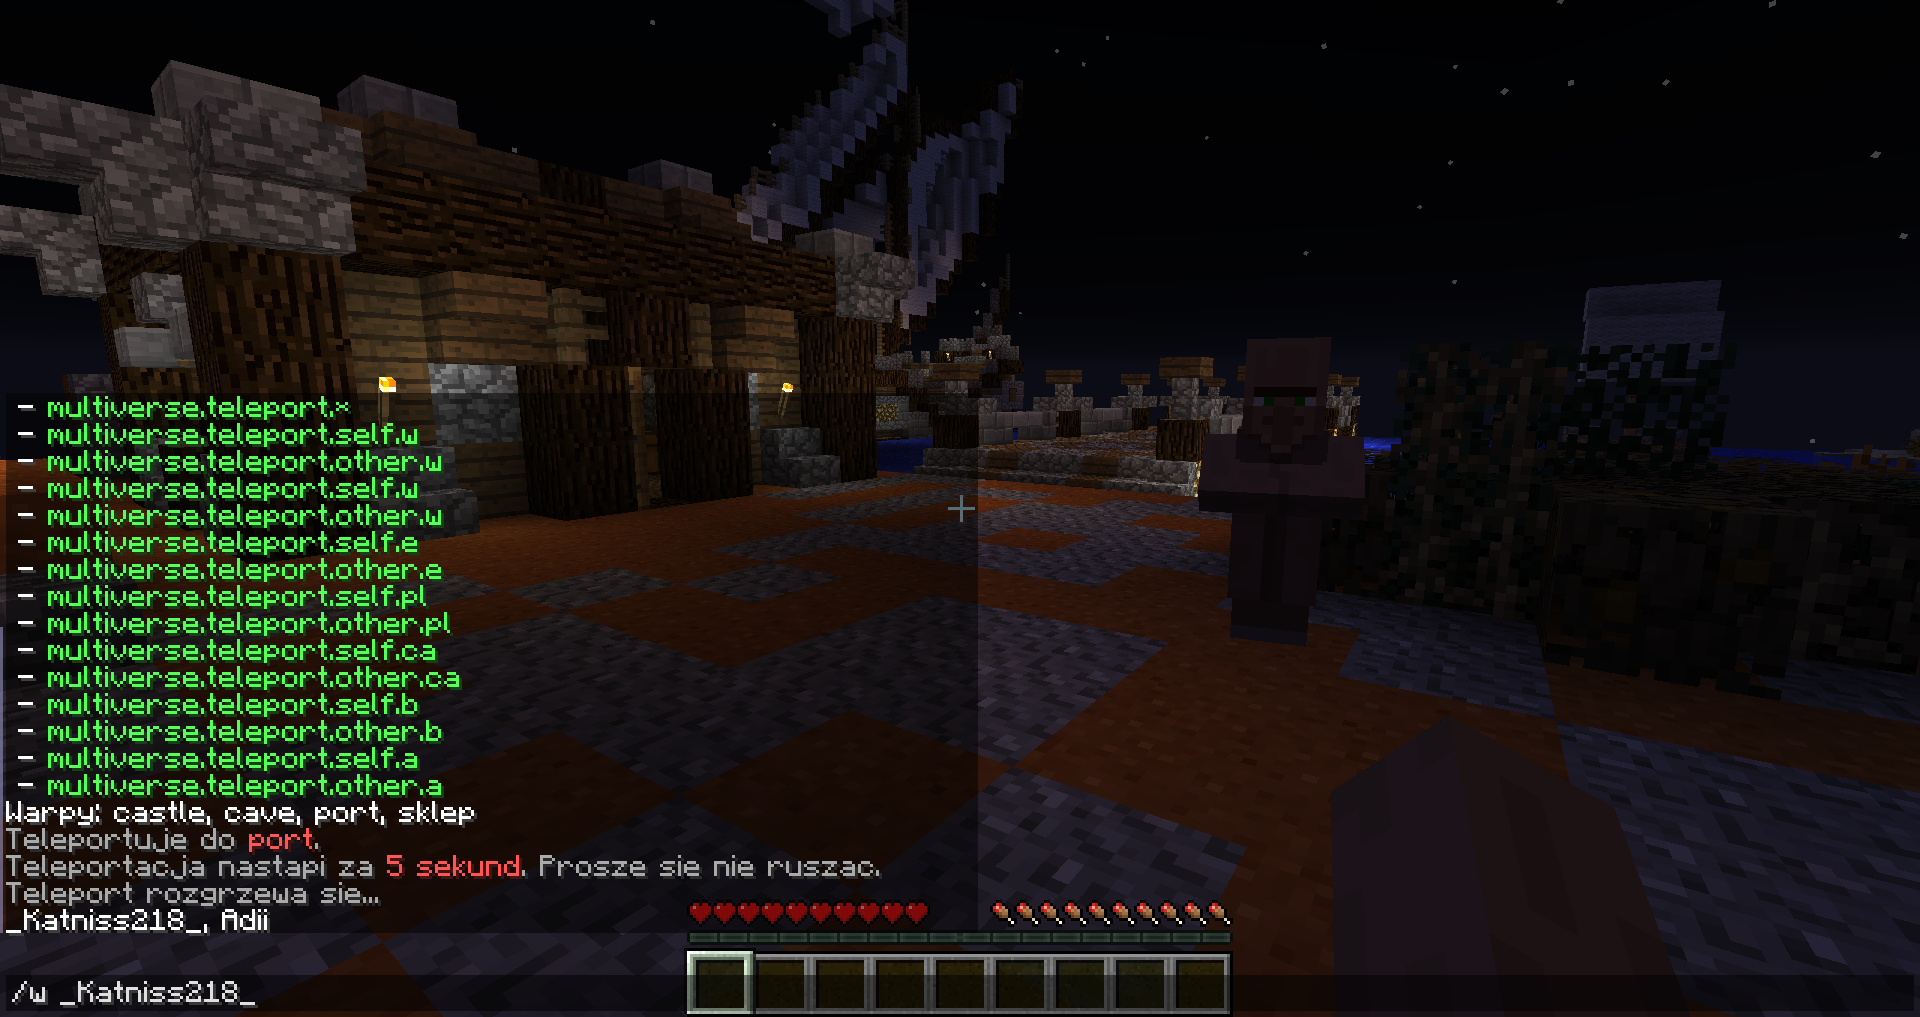 - multiverse.teleport.*
- multiverse.teleport.self.w
- multiverse.teleport.other.w
- multiverse.teleport.self.w
- multiverse.teleport.other.w
- multiverse.teleport.self.e
- multiverse.teleport.other.e
- multiverse.teleport.self.pl
- multiverse.teleport.other.pl
- multiverse.teleport.self.ca
- multiverse.teleport.other.ca
- multiverse.teleport.self.b
- multiverse.teleport.other.b
- multiverse.teleport.self.a
- multiverse.teleport.other.a
Warpy: castle, cave, port, sklep
Teleportuje do port.
Teleportacja nastapi za 5 sekund. Prosze sie nie ruszac.
Teleport rozgrzewa sie...
_Katniss218_, Adii
/w _Katniss218_